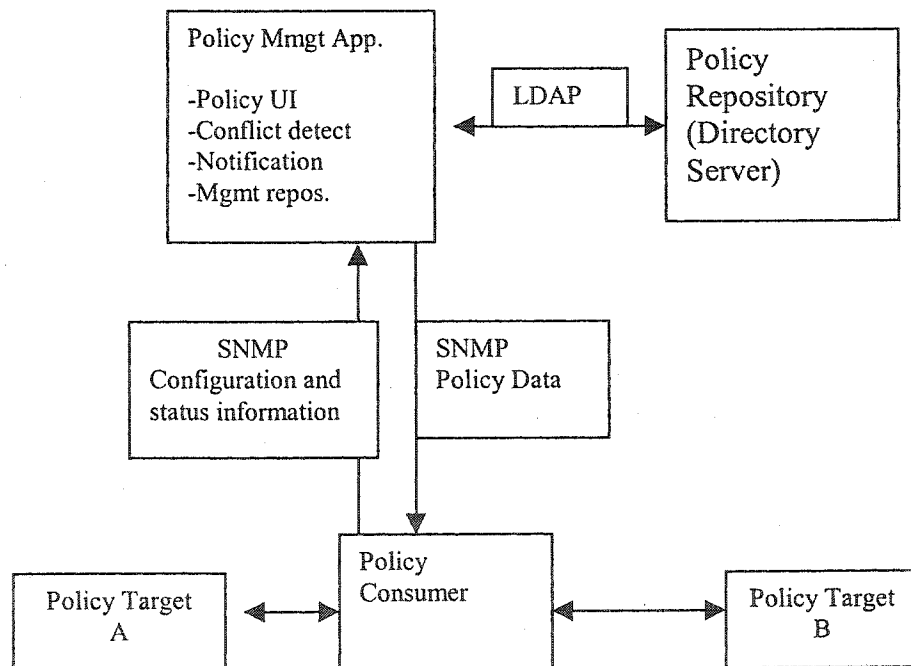 Policy Mmgt App.
-Policy UI
-Conflict detect
-Notification
-Mgmt repos.
LDAP
Policy
Repository
(Directory
Server)
SNMP
Configuration and
status information
SNMP
Policy Data
Policy
Consumer
Policy Target
A
Policy Target
B